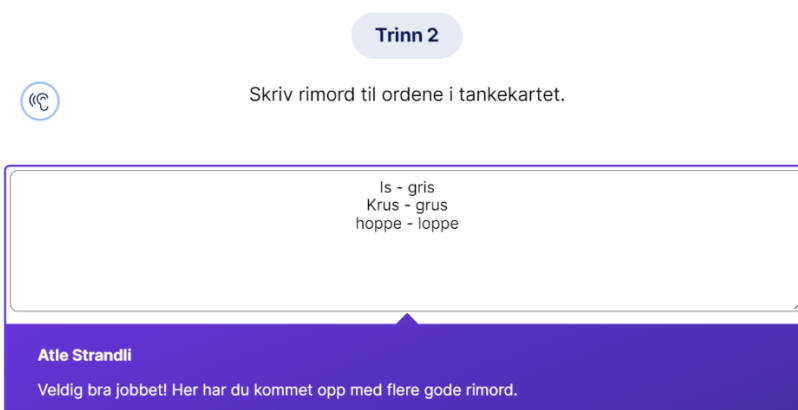 Trinn 2
Skriv rimord til ordene i tankekartet.
Is - gris
Krus - grus
hoppe - loppe
Atle Strandli
Veldig bra jobbet! Her har du kommet opp med flere gode rimord.